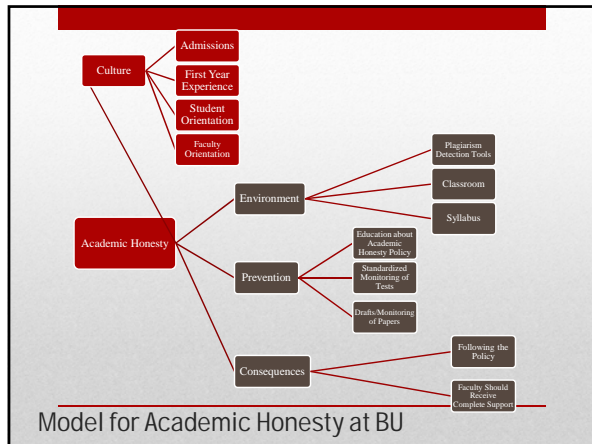 Admissions
Culture
First Year
Experience
Student
Orientation
Faculty
Orientation
Plagiarism
Detection Tools
Environment
Classroom
Syllabus
Academic Honesty
Education about
Academic
Honesty Policy
Prevention
Standardized
Monitoring of
Tests
Drafts/Monitoring
of Papers
Following the
Policy
Consequences
Faculty Should
Receive
Complete Support
Model for Academic Honesty at BU